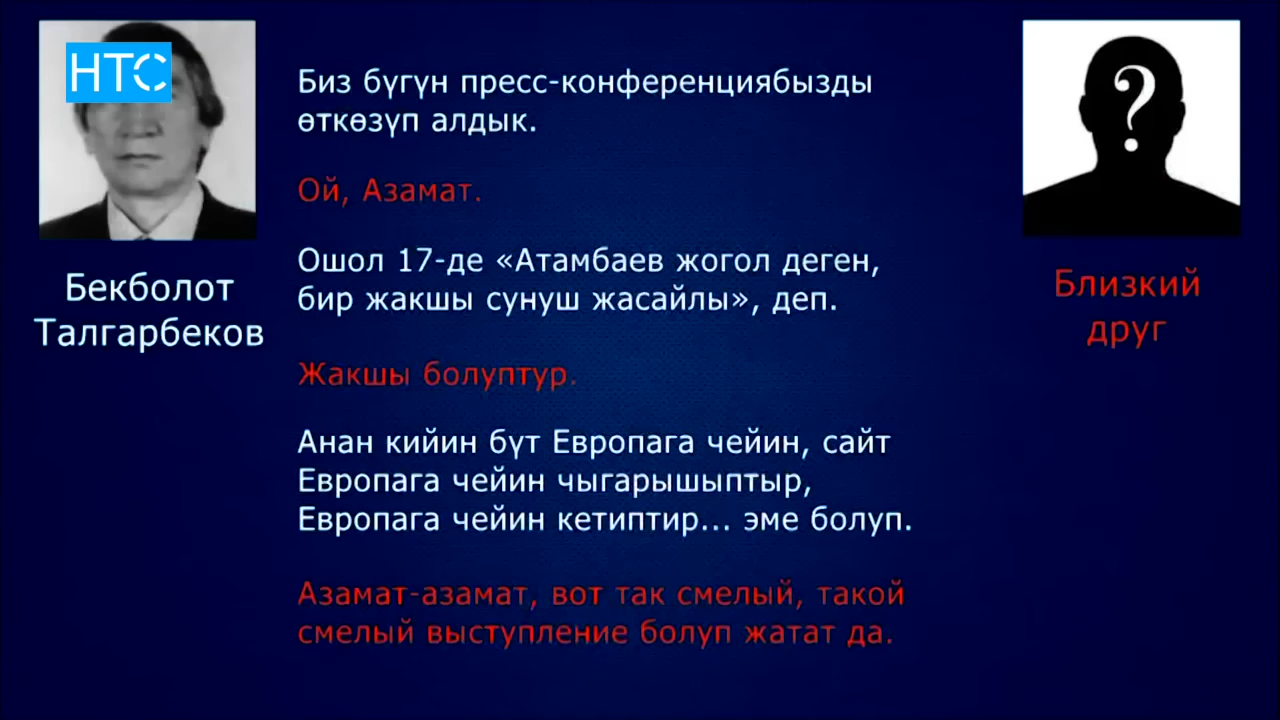 НТС
Бекболот
Талгарбеков
Биз бүгүн пресс-конференциябызды
өткөзүп алдык.
Ой, Азамат.
Ошол 17-де «Атамбаев жогол деген,
бир жакшы сунуш жасайлы», деп.
Жакшы болуптур.
Анан кийин бүт Европага чейин, сайт
Европага чейин чыгарышыптыр,
Европага чейин кетиптир... эме болуп.
Азамат-азамат, вот так смелый, такой
смелый выступление болуп жатат да.
?
Близкий
друг